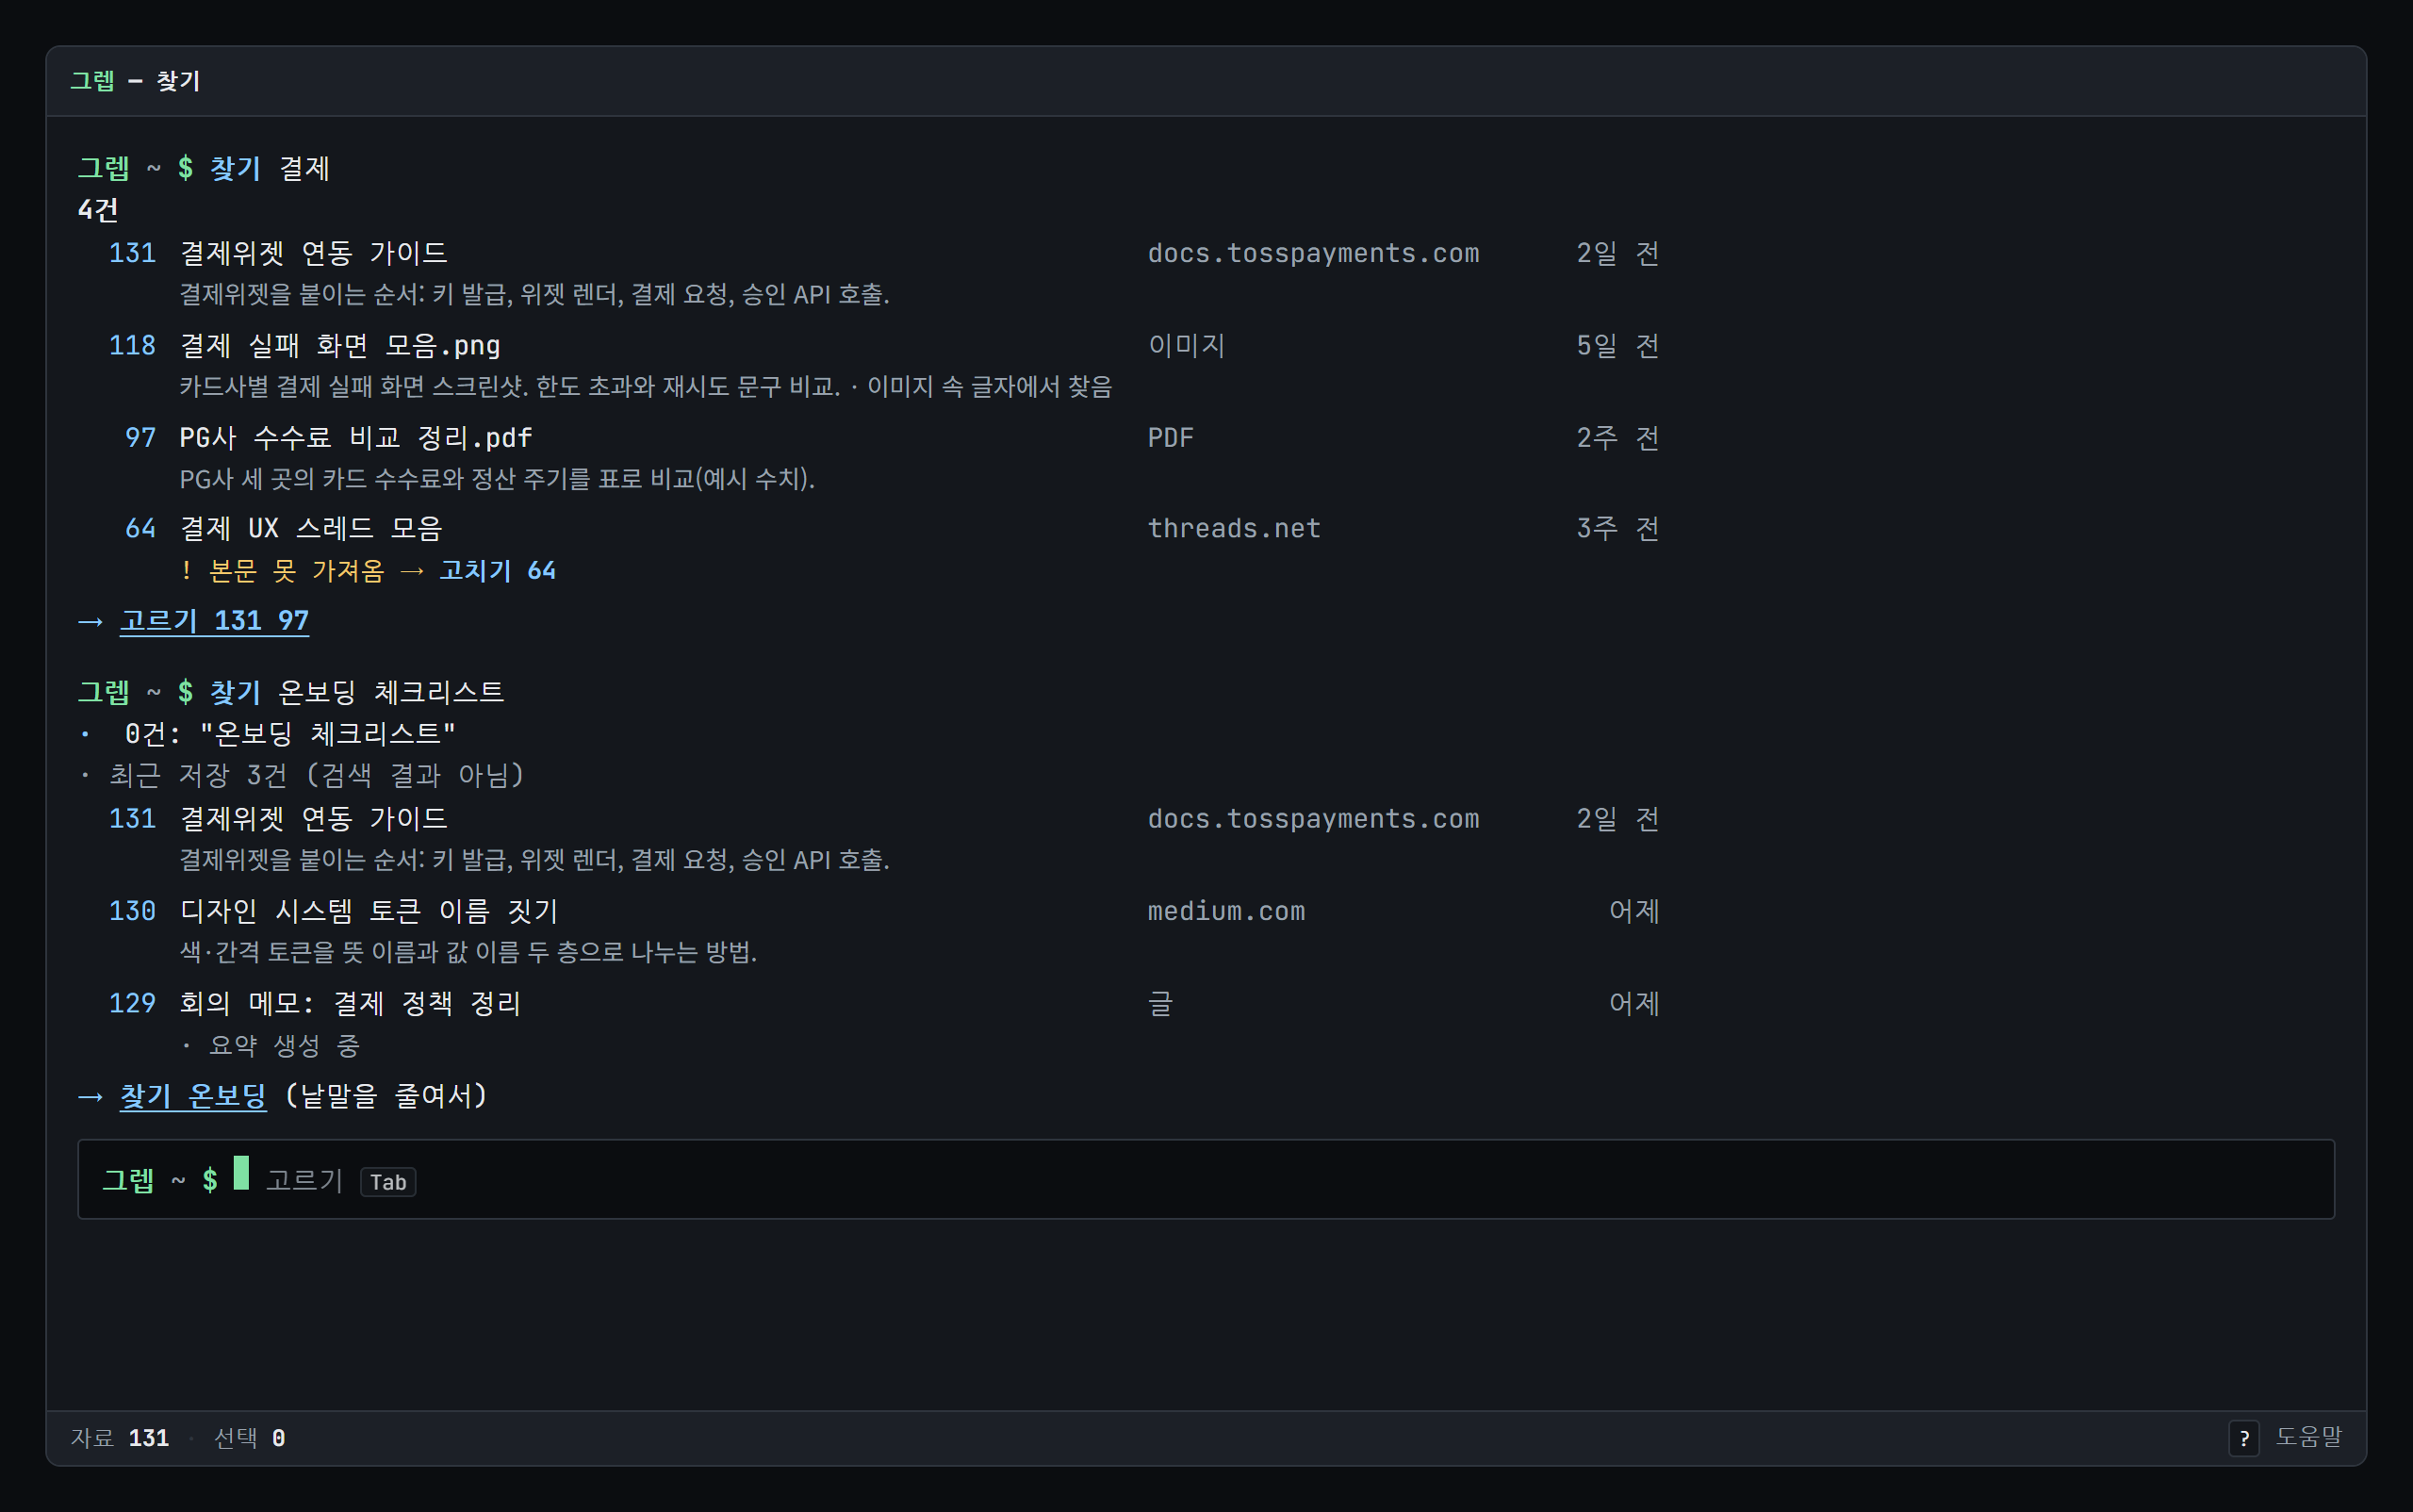 그렙 — 찾기
그렙 ~ $ 찾기 결제
4건
131 결제위젯 연동 가이드 docs.tosspayments.com 2일 전
결제위젯을 붙이는 순서: 키 발급, 위젯 렌더, 결제 요청, 승인 API 호출.
118 결제 실패 화면 모음.png 이미지 5일 전
카드사별 결제 실패 화면 스크린샷. 한도 초과와 재시도 문구 비교. · 이미지 속 글자에서 찾음
97 PG사 수수료 비교 정리.pdf PDF 2주 전
PG사 세 곳의 카드 수수료와 정산 주기를 표로 비교(예시 수치).
64 결제 UX 스레드 모음 threads.net 3주 전
! 본문 못 가져옴 → 고치기 64
→ 고르기 131 97
그렙 ~ $ 찾기 온보딩 체크리스트
· 0건: "온보딩 체크리스트"
· 최근 저장 3건 (검색 결과 아님)
131 결제위젯 연동 가이드 docs.tosspayments.com 2일 전
결제위젯을 붙이는 순서: 키 발급, 위젯 렌더, 결제 요청, 승인 API 호출.
130 디자인 시스템 토큰 이름 짓기 medium.com 어제
색·간격 토큰을 뜻 이름과 값 이름 두 층으로 나누는 방법.
129 회의 메모: 결제 정책 정리 글 어제
· 요약 생성 중
→ 찾기 온보딩 (낱말을 줄여서)
그렙 ~ $ 고르기 Tab
자료 131 · 선택 0 ? 도움말